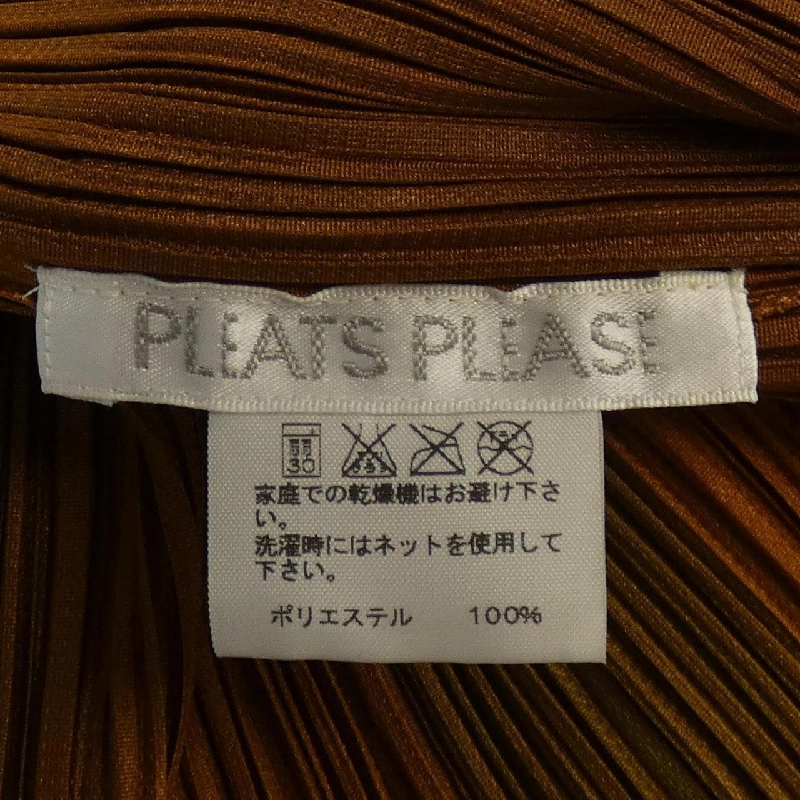 PLEATS PLEASE
30
家庭での乾燥機はお避け下さ
い。
洗濯時にはネットを使用して
下さい。
ポリエステル 100%